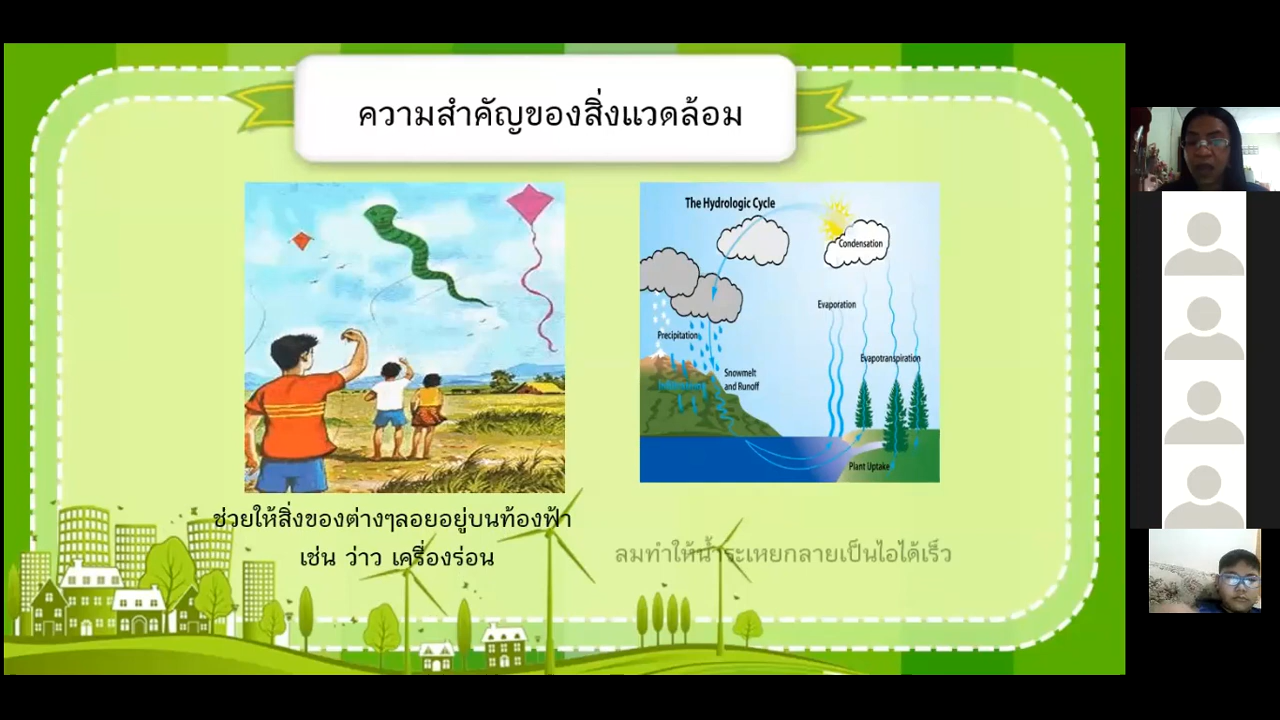 ความสำคัญของสิ่งแวดล้อม
The Hydrologic Cycle
Condensation
Evaporation
Precipitation
Evapotranspiration
Snowmelt
and Runoff
Plant Uptake
ช่วยให้สิ่งของต่างๆลอยอยู่บนท้องฟ้า
เช่น ว่าว เครื่องร่อน
ลมทำให้น้ำระเหยกลายเป็นไอได้เร็ว